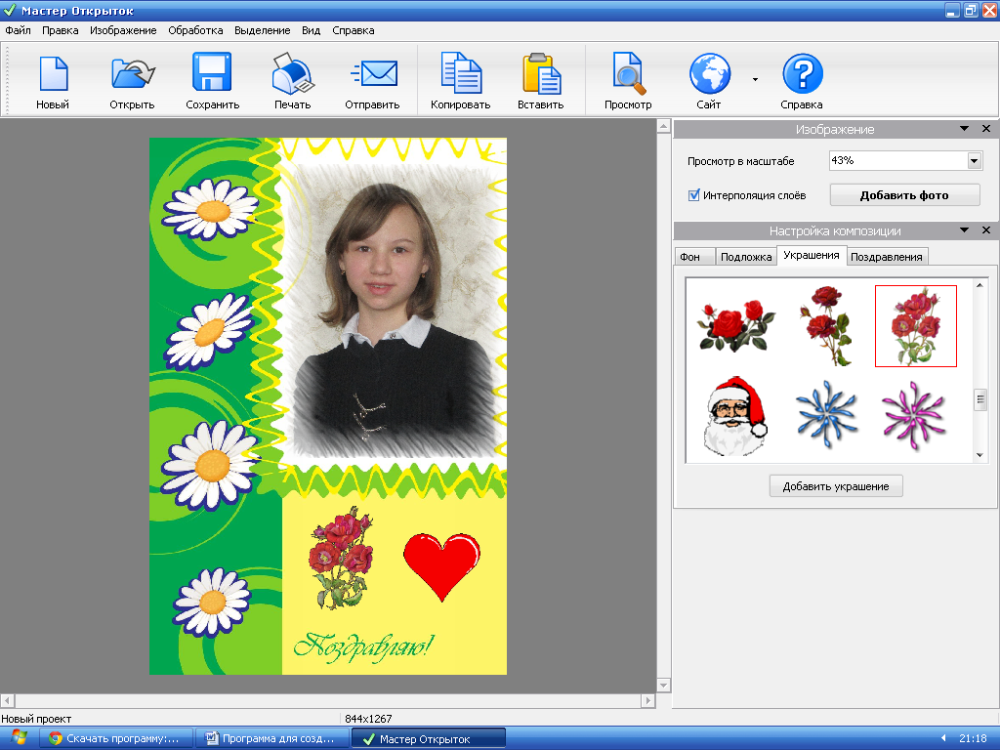 Мастер Открыток
Файл Правка Изображение Обработка Выделение Вид Справка
Новый Открыть Сохранить Печать Отправить Копировать Вставить Просмотр Сайт Справка
Изображение
Просмотр в масштабе 43%
Интерполяция слоёв Добавить фото
Настройка композиции
Фон Подложка Украшения Поздравления
Добавить украшение
Поздравляю!
Новый проект 844x1267
Скачать программу:... Программа для созд... Мастер Открыток 21:18